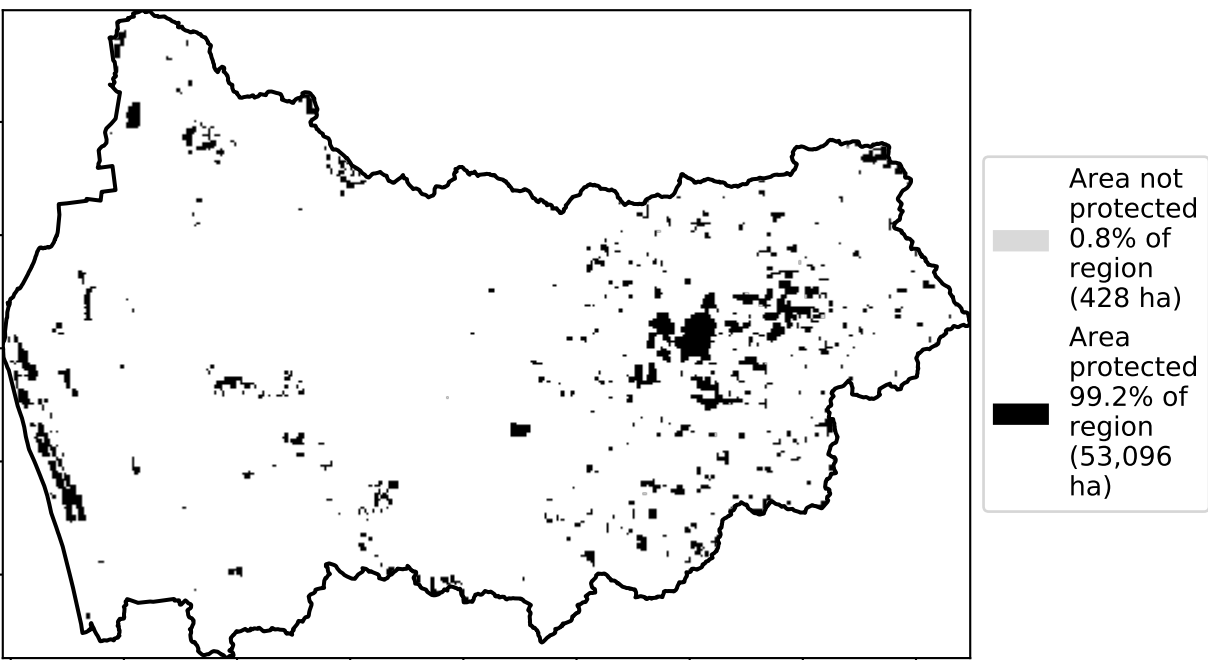 Area not
protected
0.8% of
region
(428 ha)
Area
protected
99.2% of
region
(53,096
ha)